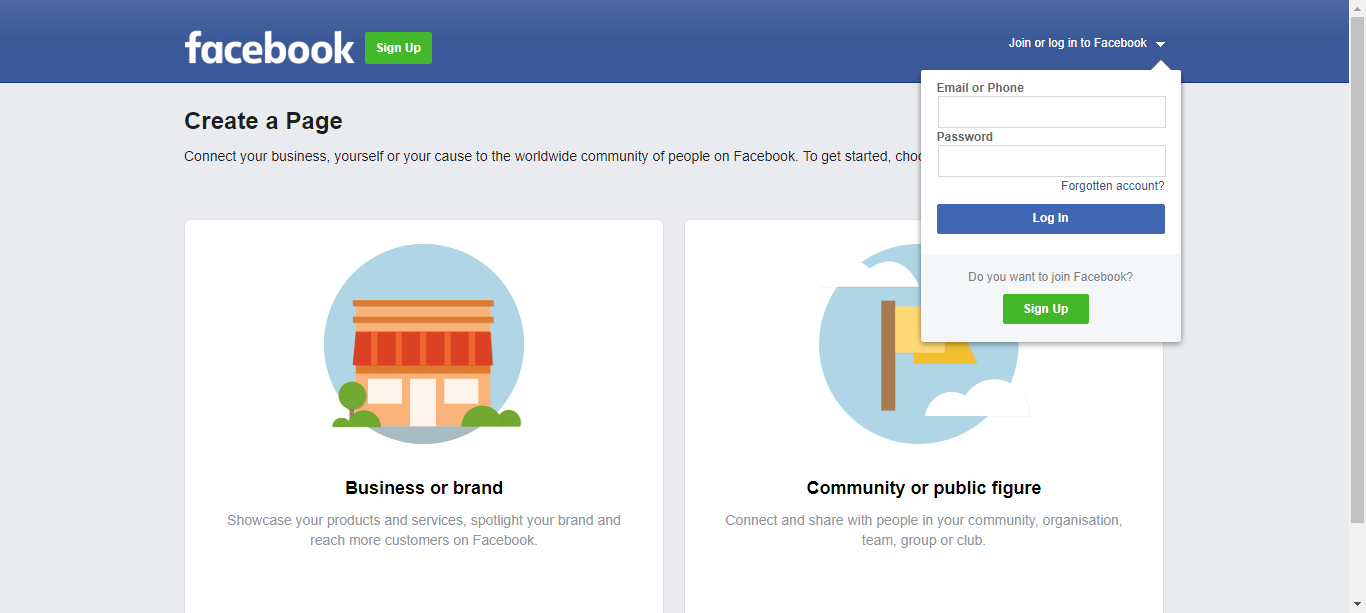 facebook
Sign Up
Join or log in to Facebook
Email or Phone
Password
Forgotten account?
Log In
Do you want to join Facebook?
Sign Up
Create a Page
Connect your business, yourself or your cause to the worldwide community of people on Facebook. To get started,
Business or brand
Showcase your products and services, spotlight your brand and
reach more customers on Facebook.
Community or public figure
Connect and share with people in your community, organisation,
team, group or club.